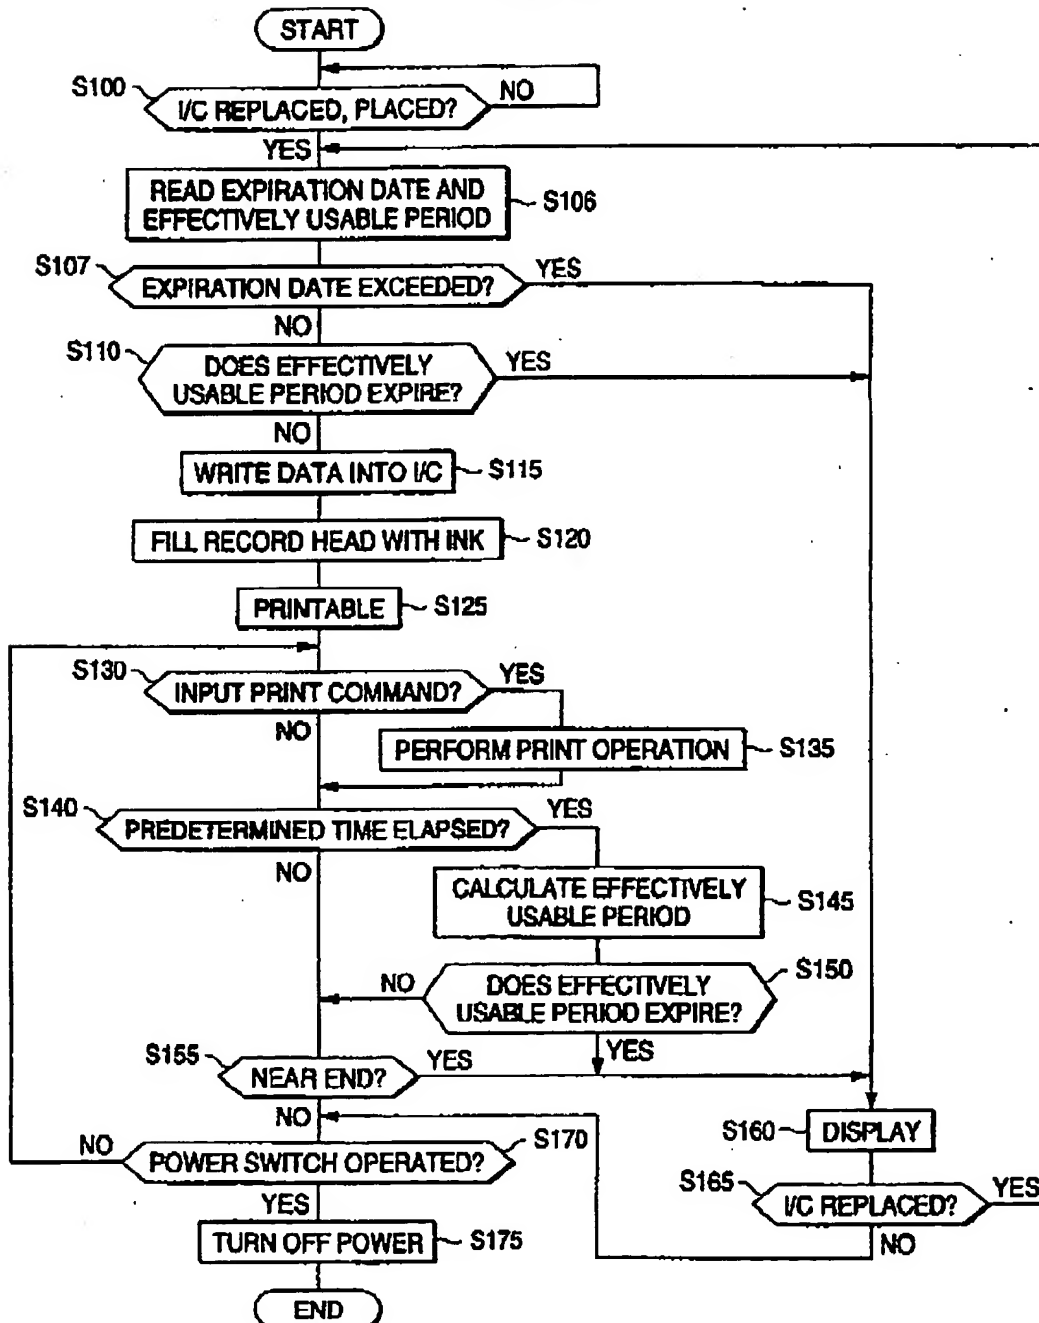 START
S100
I/C REPLACED, PLACED?
NO
YES
READ EXPIRATION DATE AND
EFFECTIVELY USABLE PERIOD
S106
S107
EXPIRATION DATE EXCEEDED?
YES
NO
S110
DOES EFFECTIVELY
USABLE PERIOD EXPIRE?
YES
NO
WRITE DATA INTO I/C
S115
FILL RECORD HEAD WITH INK
S120
PRINTABLE
S125
S130
INPUT PRINT COMMAND?
YES
NO
PERFORM PRINT OPERATION
S135
S140
PREDETERMINED TIME ELAPSED?
YES
NO
CALCULATE EFFECTIVELY
USABLE PERIOD
S145
NO
DOES EFFECTIVELY
USABLE PERIOD EXPIRE?
S150
YES
S155
NEAR END?
YES
NO
S160
DISPLAY
NO
POWER SWITCH OPERATED?
S170
YES
S165
I/C REPLACED?
YES
NO
TURN OFF POWER
S175
END